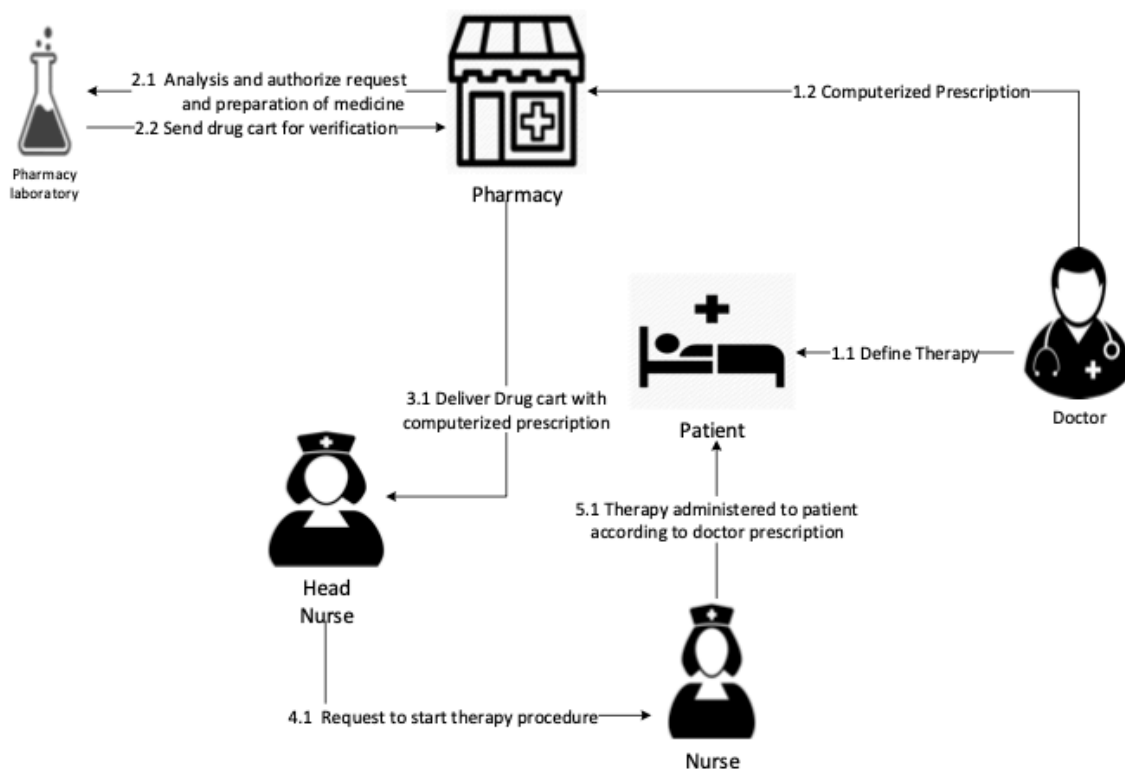 2.1 Analysis and authorize request
and preparation of medicine
2.2 Send drug cart for verification
1.2 Computerized Prescription
Pharmacy
laboratory
Pharmacy
1.1 Define Therapy
Doctor
3.1 Deliver Drug cart with
computerized prescription
Patient
5.1 Therapy administered to patient
according to doctor prescription
Head
Nurse
4.1 Request to start therapy procedure
Nurse